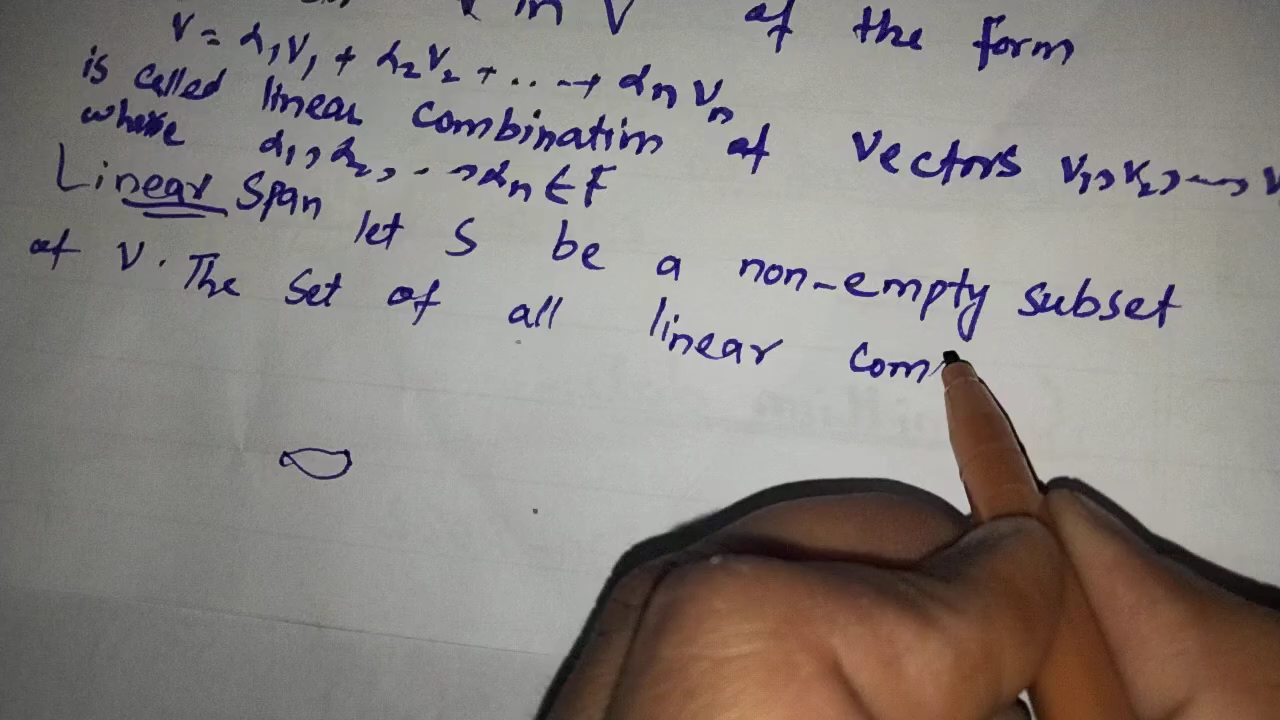 in V of the form
v = α₁v₁ + α₂v₂ + ... + αₙvₙ
is called linear combination of vectors v₁, v₂, ..., v
where α₁, α₂, ..., αₙ ∈ F
Linear Span let S be a non-empty subset
of V. The set of all linear com